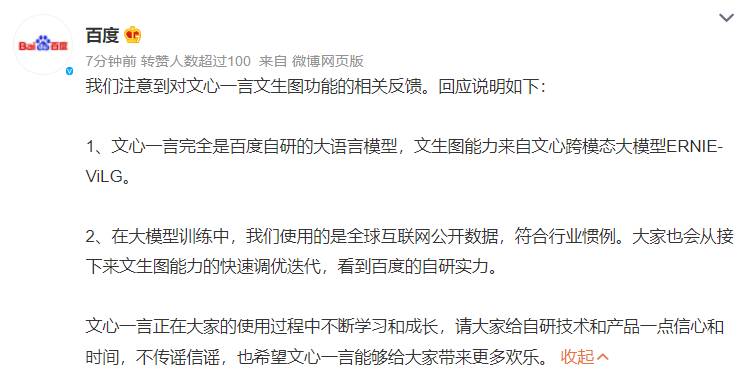 Bai百度
百度
7分钟前 转赞人数超过100 来自 微博网页版
我们注意到对文心一言文生图功能的相关反馈。回应说明如下：
1、文心一言完全是百度自研的大语言模型，文生图能力来自文心跨模态大模型ERNIE-
ViLG。
2、在大模型训练中，我们使用的是全球互联网公开数据，符合行业惯例。大家也会从接
下来文生图能力的快速调优迭代，看到百度的自研实力。
文心一言正在大家的使用过程中不断学习和成长，请大家给自研技术和产品一点信心和
时间，不传谣信谣，也希望文心一言能够给大家带来更多欢乐。 收起